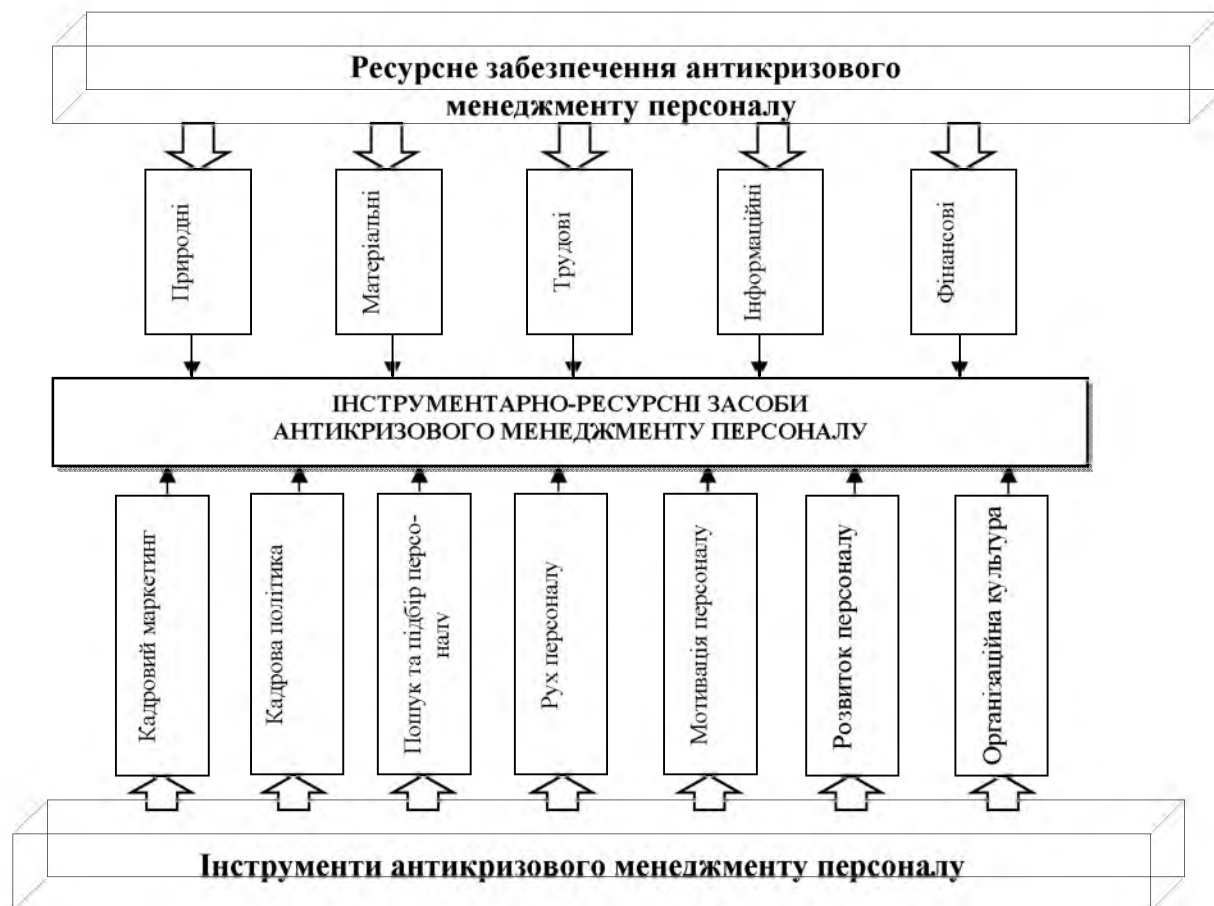 Ресурсне забезпечення антикризового
менеджменту персоналу
Природні
Матеріальні
Трудові
Інформаційні
Фінансові
ІНСТРУМЕНТАРНО-РЕСУРСНІ ЗАСОБИ
АНТИКРИЗОВОГО МЕНЕДЖМЕНТУ ПЕРСОНАЛУ
Кадровий маркетинг
Кадрова політика
Пошук та підбір персо-
налу
Рух персоналу
Мотивація персоналу
Розвиток персоналу
Організаційна культура
Інструменти антикризового менеджменту персоналу